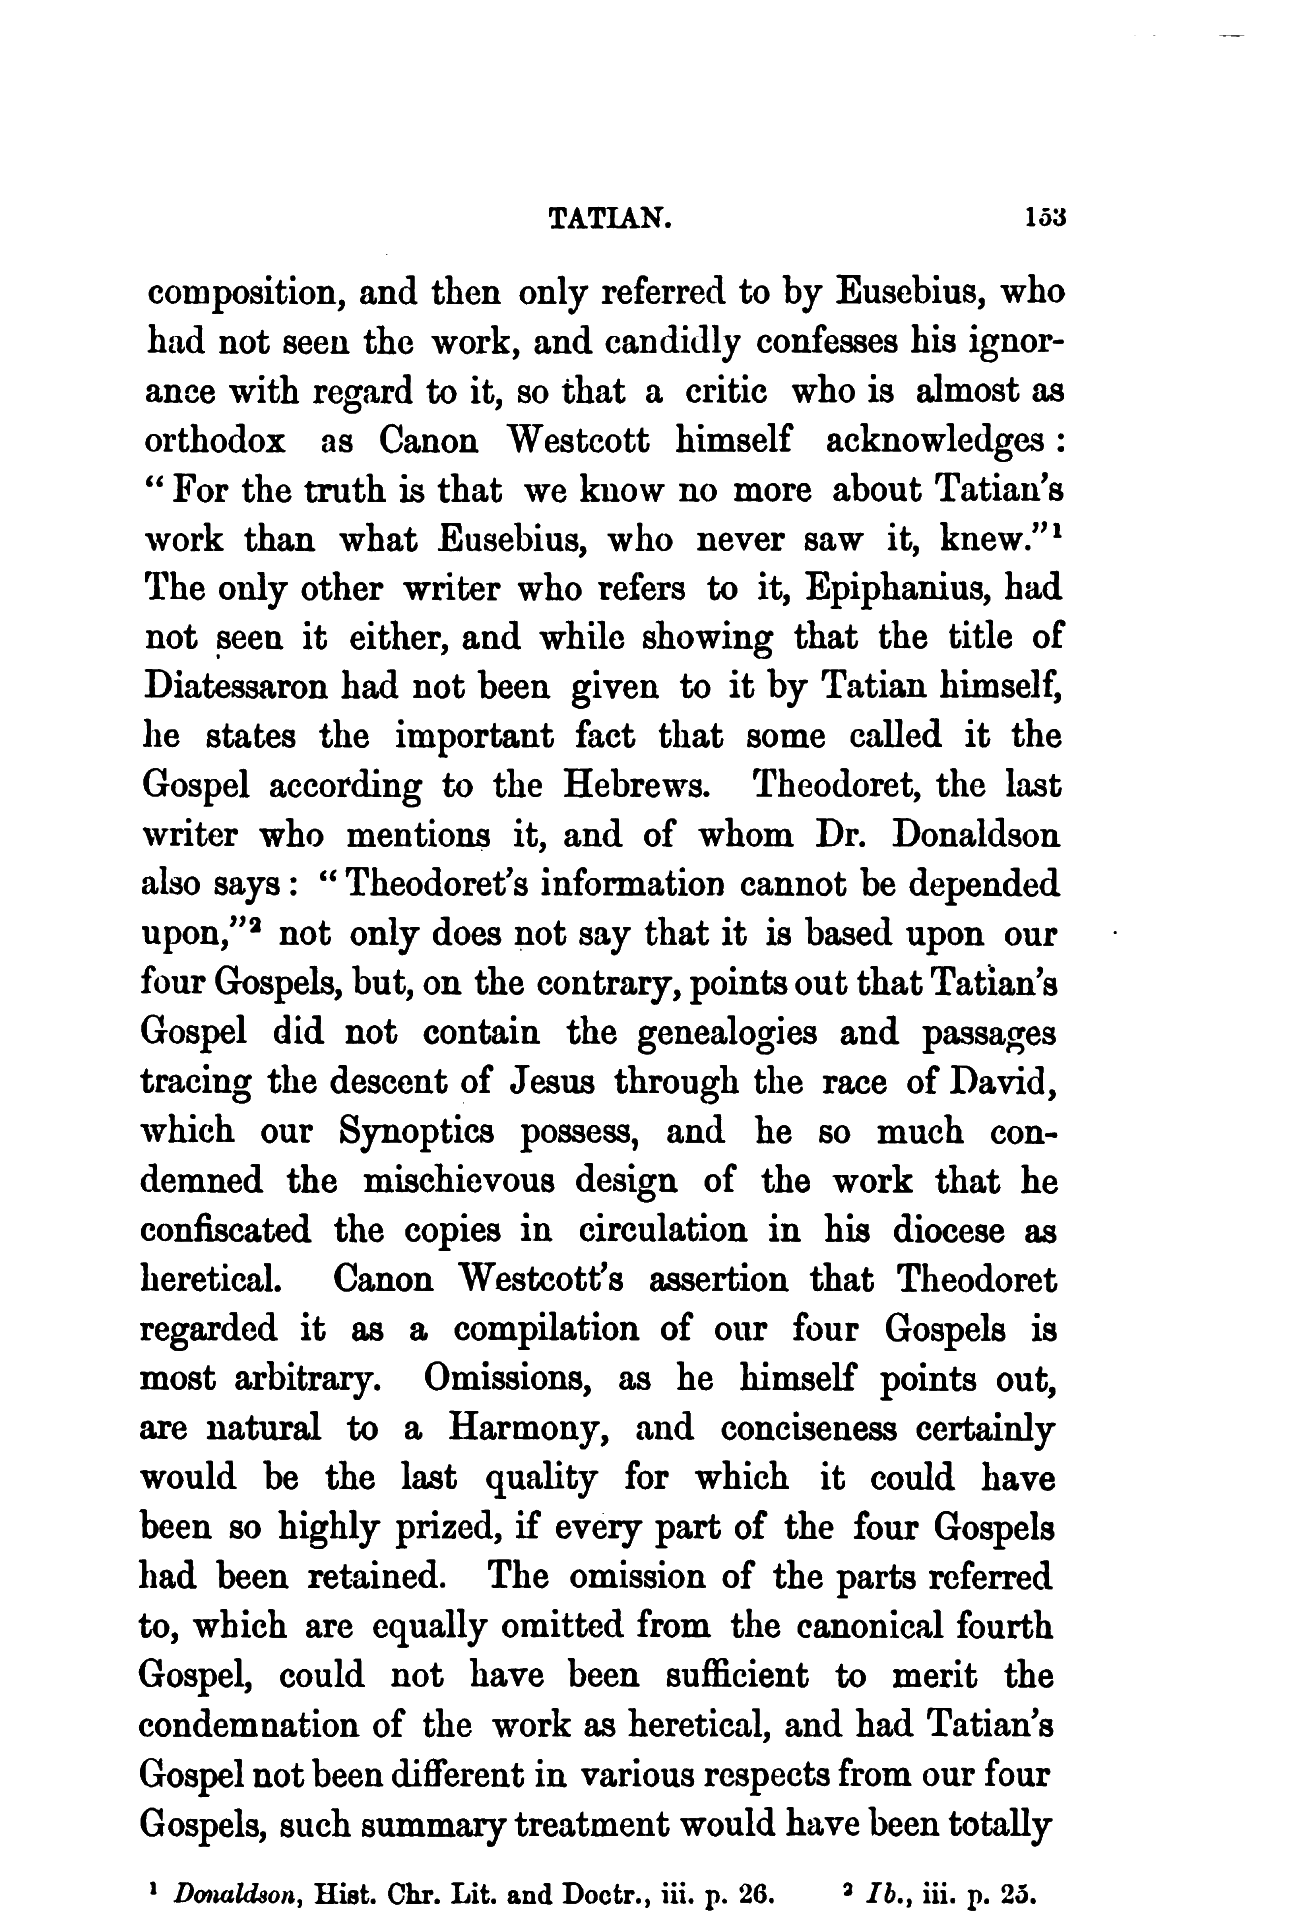 TATIAN. 153
composition, and then only referred to by Eusebius, who
had not seen the work, and candidly confesses his ignor-
ance with regard to it, so that a critic who is almost as
orthodox as Canon Westcott himself acknowledges :
“ For the truth is that we know no more about Tatian’s
work than what Eusebius, who never saw it, knew.”¹
The only other writer who refers to it, Epiphanius, had
not seen it either, and while showing that the title of
Diatessaron had not been given to it by Tatian himself,
he states the important fact that some called it the
Gospel according to the Hebrews. Theodoret, the last
writer who mentions it, and of whom Dr. Donaldson
also says : “ Theodoret’s information cannot be depended
upon,”² not only does not say that it is based upon our
four Gospels, but, on the contrary, points out that Tatian’s
Gospel did not contain the genealogies and passages
tracing the descent of Jesus through the race of David,
which our Synoptics possess, and he so much con-
demned the mischievous design of the work that he
confiscated the copies in circulation in his diocese as
heretical. Canon Westcott’s assertion that Theodoret
regarded it as a compilation of our four Gospels is
most arbitrary. Omissions, as he himself points out,
are natural to a Harmony, and conciseness certainly
would be the last quality for which it could have
been so highly prized, if every part of the four Gospels
had been retained. The omission of the parts referred
to, which are equally omitted from the canonical fourth
Gospel, could not have been sufficient to merit the
condemnation of the work as heretical, and had Tatian’s
Gospel not been different in various respects from our four
Gospels, such summary treatment would have been totally
¹ Donaldson, Hist. Chr. Lit. and Doctr., iii. p. 26. ² Ib., iii. p. 25.